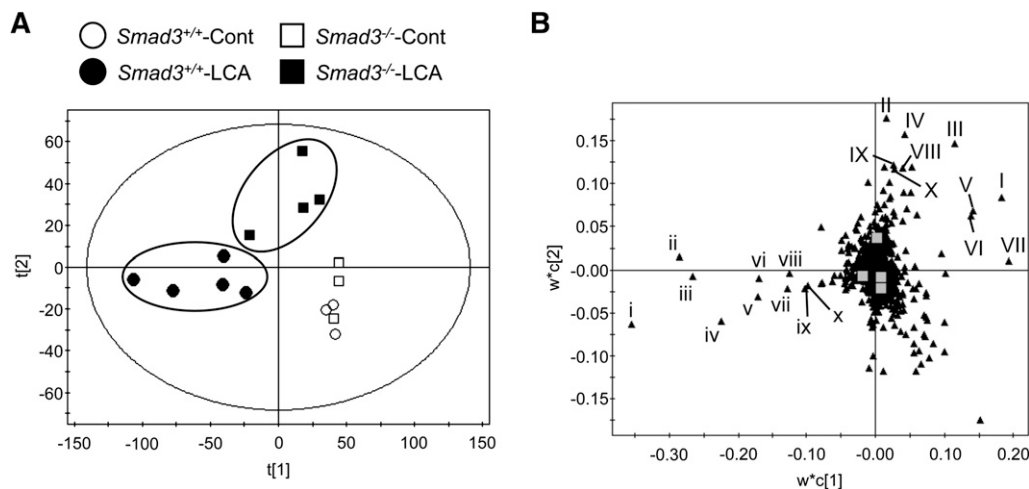 A
Smad3+/+-Cont
Smad3-/--Cont
Smad3+/+-LCA
Smad3-/--LCA
60
40
20
0
-20
-40
-60
t[2]
-150
-100
-50
0
50
100
150
t[1]
B
0.15
0.10
0.05
-0.00
-0.05
-0.10
-0.15
w*c[2]
II
IV
III
IX
VIII
X
V
I
VI
VII
ii
iii
vi
viii
i
iv
v
vii
ix
x
-0.30
-0.20
-0.10
-0.00
0.10
0.20
w*c[1]